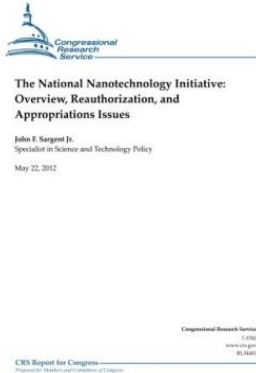 Congressional
Research
Service
The National Nanotechnology Initiative:
Overview, Reauthorization, and
Appropriations Issues
John F. Sargent Jr.
Specialist in Science and Technology Policy
May 22, 2012
Congressional Research Service
www.crs.gov
CRS Report for Congress
Prepared for Members and Committees of Congress